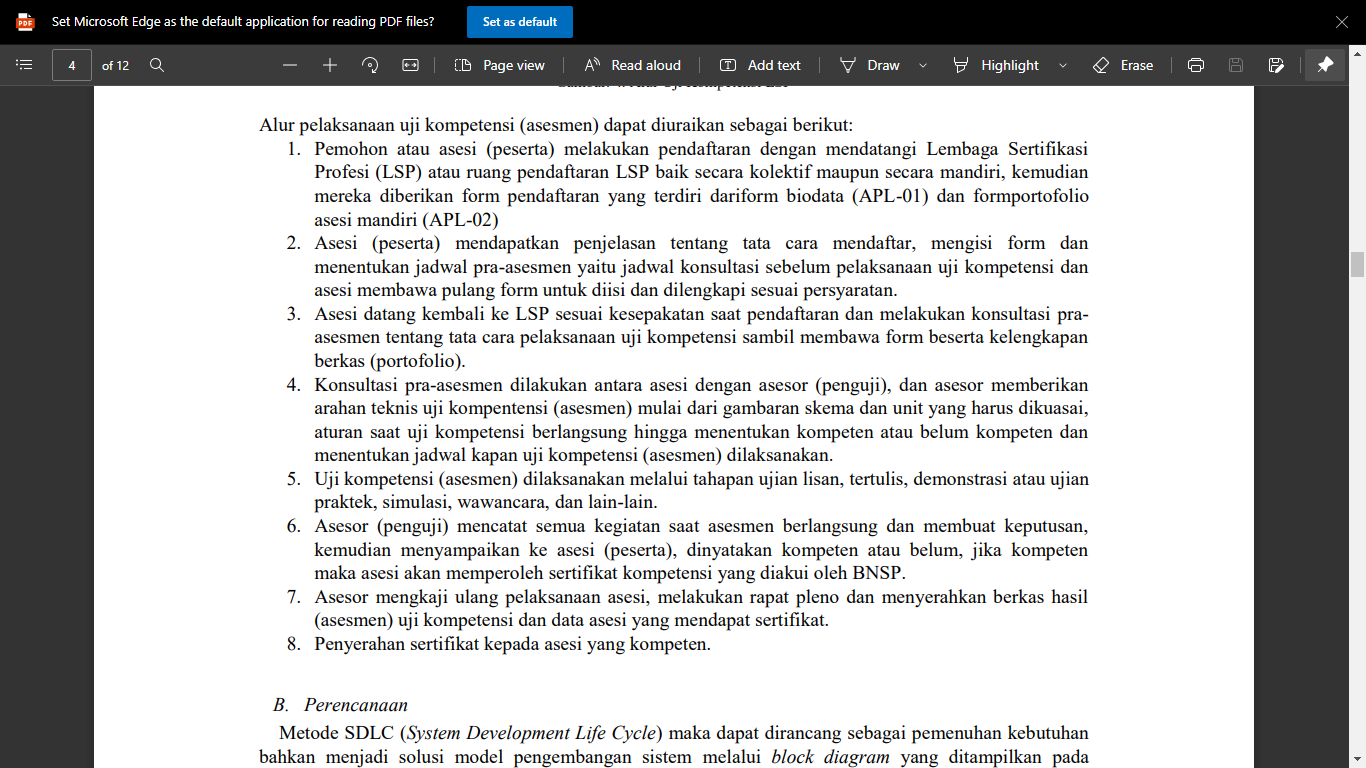 Set Microsoft Edge as the default application for reading PDF files?
Set as default
4 of 12
Page view
Read aloud
Add text
Draw
Highlight
Erase
Alur pelaksanaan uji kompetensi (asesmen) dapat diuraikan sebagai berikut:
1. Pemohon atau asesi (peserta) melakukan pendaftaran dengan mendatangi Lembaga Sertifikasi
Profesi (LSP) atau ruang pendaftaran LSP baik secara kolektif maupun secara mandiri, kemudian
mereka diberikan form pendaftaran yang terdiri dariform biodata (APL-01) dan formportofolio
asesi mandiri (APL-02)
2. Asesi (peserta) mendapatkan penjelasan tentang tata cara mendaftar, mengisi form dan
menentukan jadwal pra-asesmen yaitu jadwal konsultasi sebelum pelaksanaan uji kompetensi dan
asesi membawa pulang form untuk diisi dan dilengkapi sesuai persyaratan.
3. Asesi datang kembali ke LSP sesuai kesepakatan saat pendaftaran dan melakukan konsultasi pra-
asesmen tentang tata cara pelaksanaan uji kompetensi sambil membawa form beserta kelengkapan
berkas (portofolio).
4. Konsultasi pra-asesmen dilakukan antara asesi dengan asesor (penguji), dan asesor memberikan
arahan teknis uji kompentensi (asesmen) mulai dari gambaran skema dan unit yang harus dikuasai,
aturan saat uji kompetensi berlangsung hingga menentukan kompeten atau belum kompeten dan
menentukan jadwal kapan uji kompetensi (asesmen) dilaksanakan.
5. Uji kompetensi (asesmen) dilaksanakan melalui tahapan ujian lisan, tertulis, demonstrasi atau ujian
praktek, simulasi, wawancara, dan lain-lain.
6. Asesor (penguji) mencatat semua kegiatan saat asesmen berlangsung dan membuat keputusan,
kemudian menyampaikan ke asesi (peserta), dinyatakan kompeten atau belum, jika kompeten
maka asesi akan memperoleh sertifikat kompetensi yang diakui oleh BNSP.
7. Asesor mengkaji ulang pelaksanaan asesi, melakukan rapat pleno dan menyerahkan berkas hasil
(asesmen) uji kompetensi dan data asesi yang mendapat sertifikat.
8. Penyerahan sertifikat kepada asesi yang kompeten.
B. Perencanaan
Metode SDLC (System Development Life Cycle) maka dapat dirancang sebagai pemenuhan kebutuhan
bahkan menjadi solusi model pengembangan sistem melalui block diagram yang ditampilkan pada